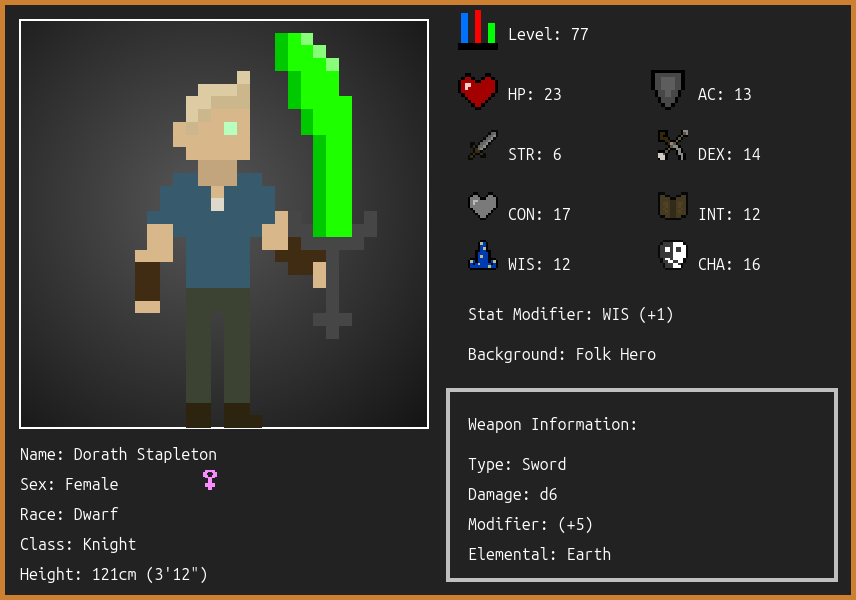 Level: 77
HP: 23
AC: 13
STR: 6
DEX: 14
CON: 17
INT: 12
WIS: 12
CHA: 16
Stat Modifier: WIS (+1)
Background: Folk Hero
Weapon Information:
Type: Sword
Damage: d6
Modifier: (+5)
Elemental: Earth
Name: Dorath Stapleton
Sex: Female
Race: Dwarf
Class: Knight
Height: 121cm (3'12")